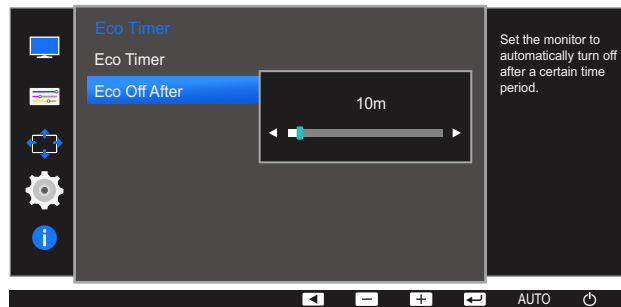 Eco Timer
Eco Timer
Eco Off After
10m
Set the monitor to
automatically turn off
after a certain time
period.
AUTO